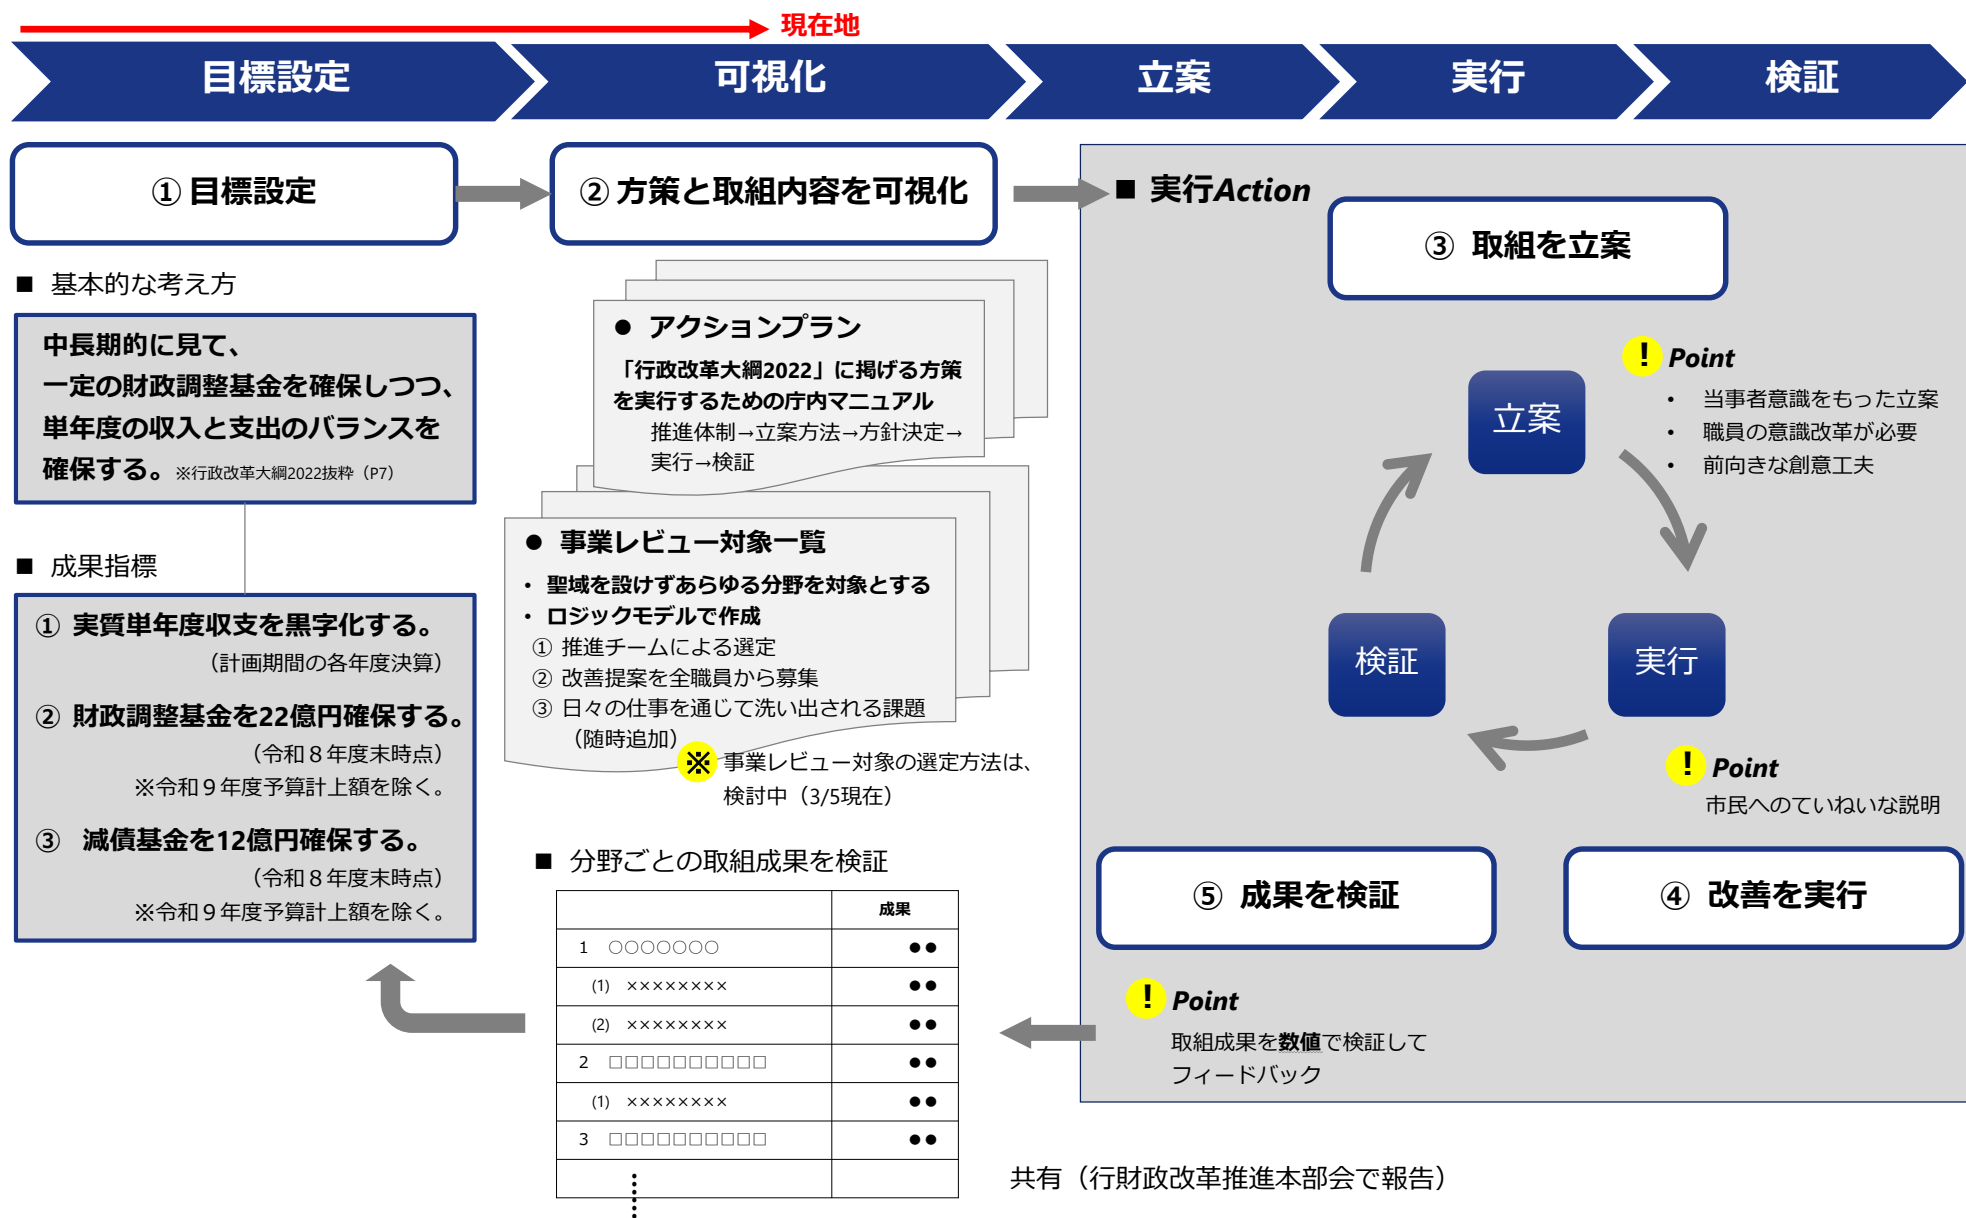 現在地
目標設定
可視化
立案
実行
検証
① 目標設定
■ 基本的な考え方
中長期的に見て、
一定の財政調整基金を確保しつつ、
単年度の収入と支出のバランスを
確保する。※行政改革大綱2022抜粋（P7）
■ 成果指標
① 実質単年度収支を黒字化する。
（計画期間の各年度決算）
② 財政調整基金を22億円確保する。
（令和８年度末時点）
※令和９年度予算計上額を除く。
③ 減債基金を12億円確保する。
（令和８年度末時点）
※令和９年度予算計上額を除く。
② 方策と取組内容を可視化
● アクションプラン
「行政改革大綱2022」に掲げる方策
を実行するための庁内マニュアル
推進体制→立案方法→方針決定→
実行→検証
● 事業レビュー対象一覧
• 聖域を設けずあらゆる分野を対象とする
• ロジックモデルで作成
① 推進チームによる選定
② 改善提案を全職員から募集
③ 日々の仕事を通じて洗い出される課題
（随時追加）
※ 事業レビュー対象の選定方法は、
検討中（3/5現在）
■ 分野ごとの取組成果を検証
成果
1 ○○○○○○○ ●●
(1) ×××××××× ●●
(2) ×××××××× ●●
2 □□□□□□□□□□ ●●
(1) ×××××××× ●●
3 □□□□□□□□□□ ●●
■ 実行Action
③ 取組を立案
! Point
• 当事者意識をもった立案
• 職員の意識改革が必要
• 前向きな創意工夫
立案
検証
実行
! Point
市民へのていねいな説明
⑤ 成果を検証
④ 改善を実行
! Point
取組成果を数値で検証して
フィードバック
共有（行財政改革推進本部会で報告）